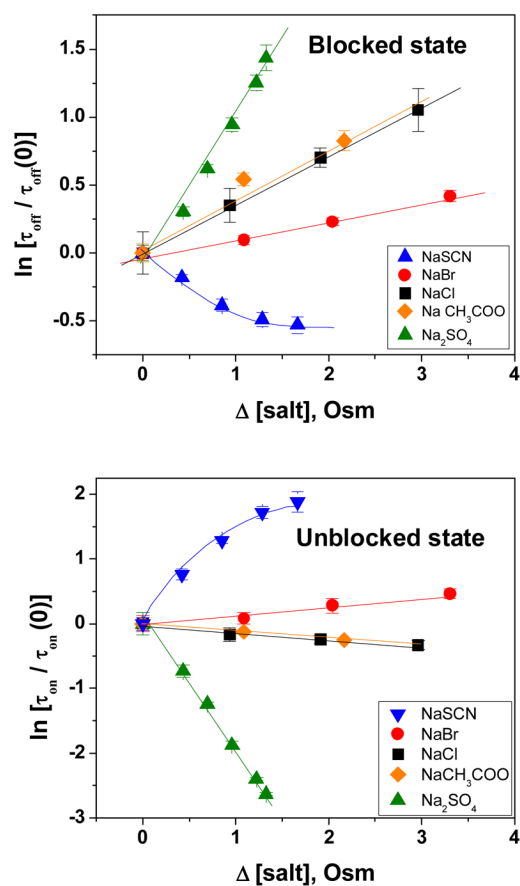 Blocked state
ln [τoff / τoff(0)]
1.5
1.0
0.5
0.0
-0.5
NaSCN
NaBr
NaCl
Na CH3COO
Na2SO4
0 1 2 3 4
Δ [salt], Osm
Unblocked state
ln [τon / τon (0)]
2
1
0
-1
-2
-3
NaSCN
NaBr
NaCl
NaCH3COO
Na2SO4
0 1 2 3 4
Δ [salt], Osm